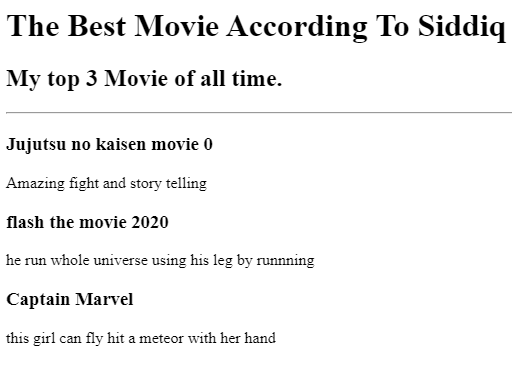 The Best Movie According To Siddiq
My top 3 Movie of all time.
Jujutsu no kaisen movie 0
Amazing fight and story telling
flash the movie 2020
he run whole universe using his leg by runnning
Captain Marvel
this girl can fly hit a meteor with her hand